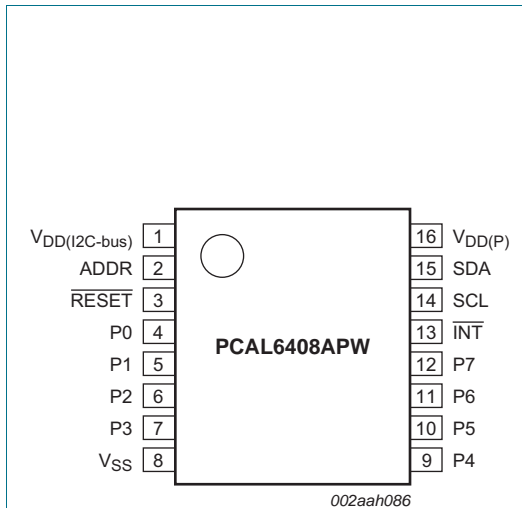 VDD(I2C-bus) 1
ADDR 2
RESET 3
P0 4
P1 5
P2 6
P3 7
VSS 8
PCAL6408APW
16 VDD(P)
15 SDA
14 SCL
13 INT
12 P7
11 P6
10 P5
9 P4
002aah086